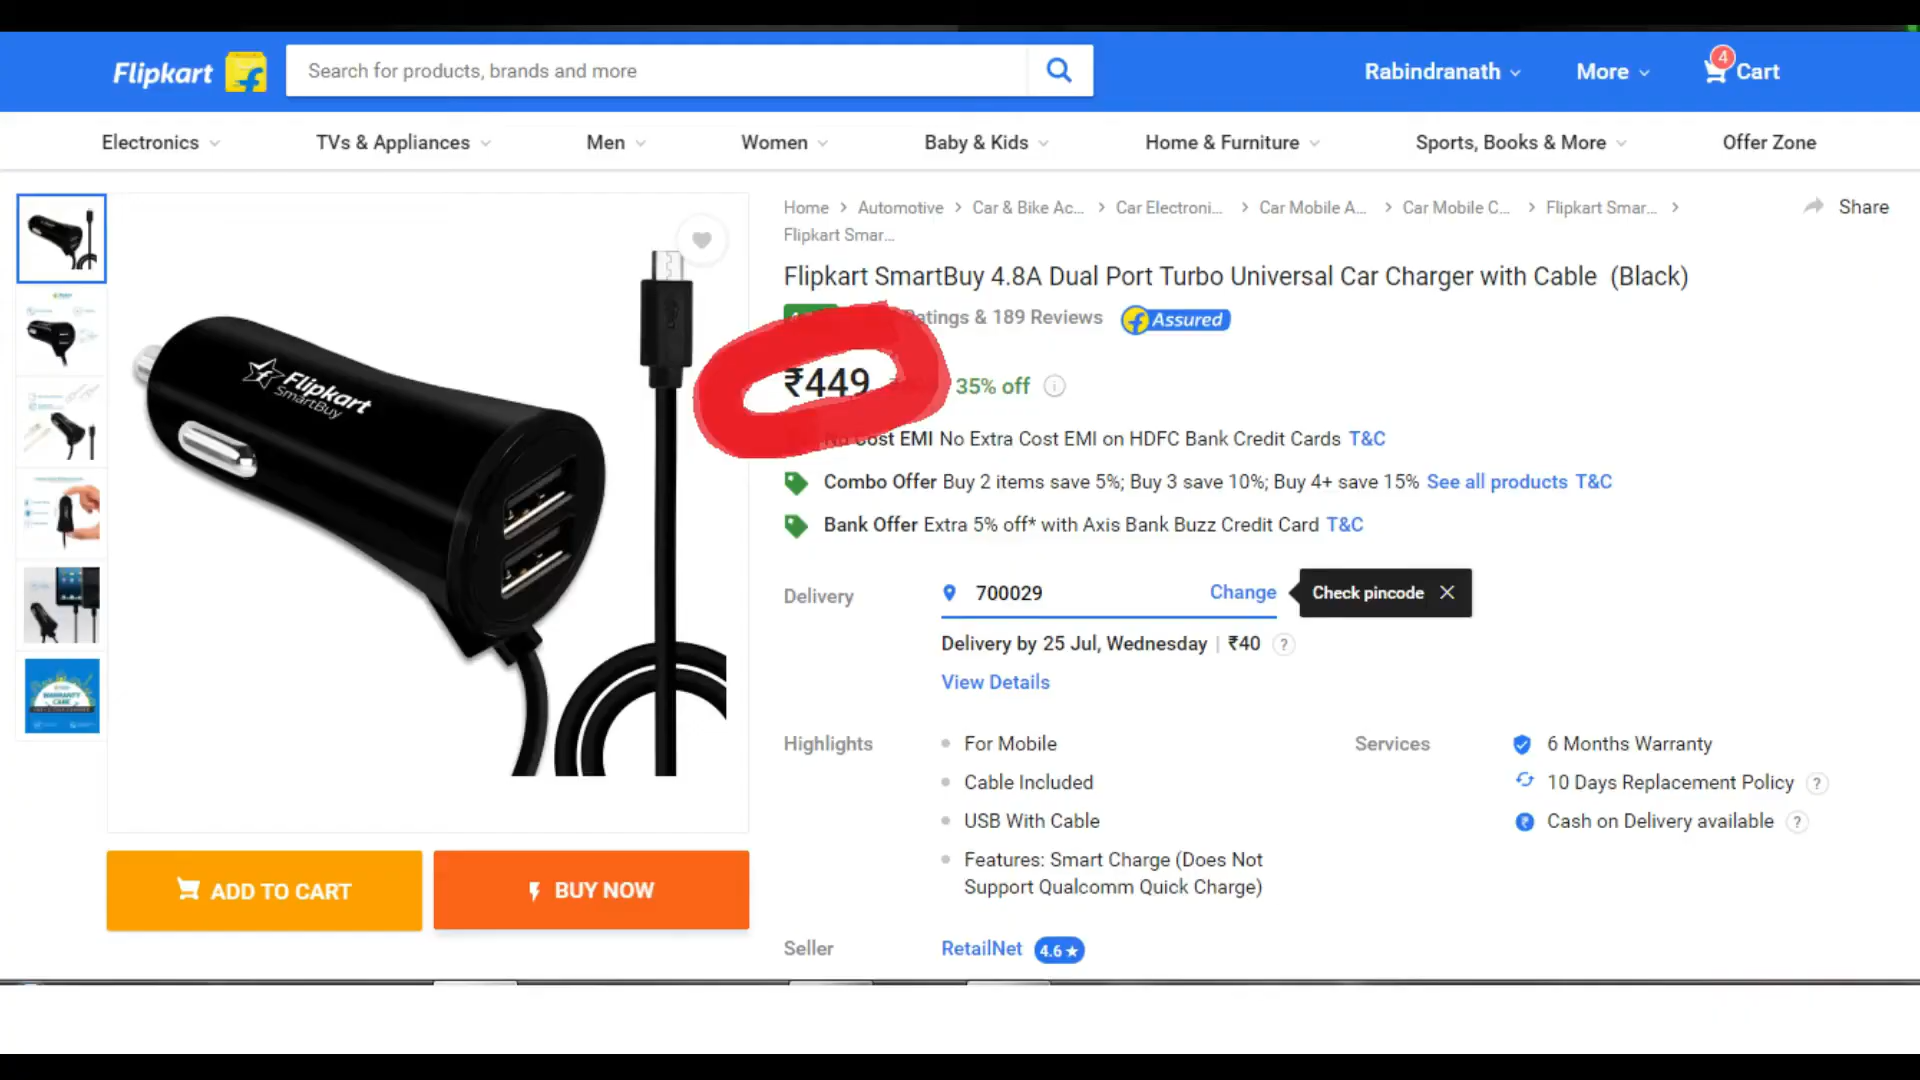 Flipkart
Search for products, brands and more
Rabindranath
More
4
Cart
Electronics
TVs & Appliances
Men
Women
Baby & Kids
Home & Furniture
Sports, Books & More
Offer Zone
Home > Automotive > Car & Bike Ac... > Car Electroni... > Car Mobile A... > Car Mobile C... > Flipkart Smar... >
Flipkart Smar...
Share
Flipkart SmartBuy 4.8A Dual Port Turbo Universal Car Charger with Cable (Black)
& 189 Reviews
Assured
₹449
35% off
Cost EMI No Extra Cost EMI on HDFC Bank Credit Cards T&C
Combo Offer Buy 2 items save 5%; Buy 3 save 10%; Buy 4+ save 15% See all products T&C
Bank Offer Extra 5% off* with Axis Bank Buzz Credit Card T&C
Flipkart
SmartBuy
Delivery
700029
Change
Check pincode
Delivery by 25 Jul, Wednesday | ₹40 ?
View Details
Highlights
For Mobile
Cable Included
USB With Cable
Features: Smart Charge (Does Not
Support Qualcomm Quick Charge)
Services
6 Months Warranty
10 Days Replacement Policy ?
Cash on Delivery available ?
ADD TO CART
BUY NOW
Seller
RetailNet
4.6 ★